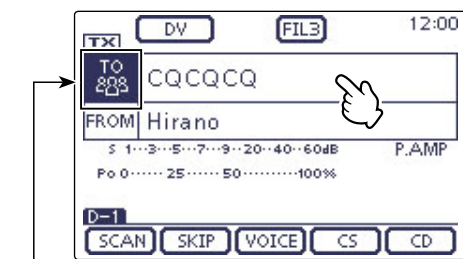 DV FIL3 12:00
TX
TO CQCQCQ
FROM Hirano
S 1···3···5···7···9··20··40··60dB P.AMP
Po 0······ 25 ······ 50 ··········100%
D-1
SCAN SKIP VOICE CS CD